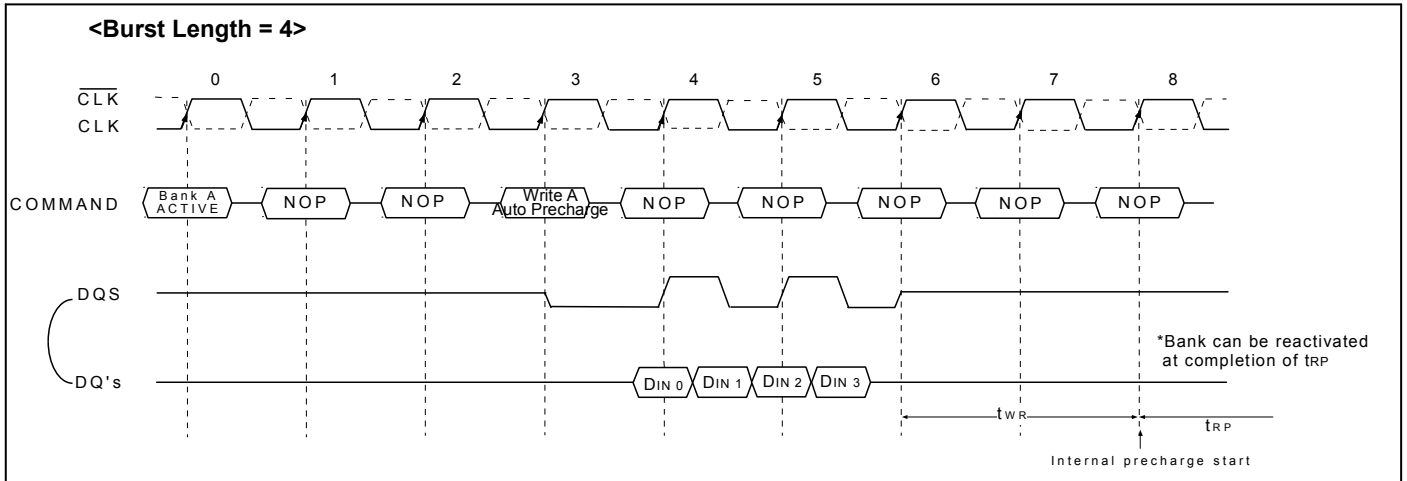 <Burst Length = 4>
0 1 2 3 4 5 6 7 8
CLK
CLK
COMMAND
Bank A
ACTIVE
NOP
NOP
Write A
Auto Precharge
NOP
NOP
NOP
NOP
NOP
DQS
*Bank can be reactivated
at completion of tRP
DQ's
DIN 0 DIN 1 DIN 2 DIN 3
tWR
tRP
Internal precharge start